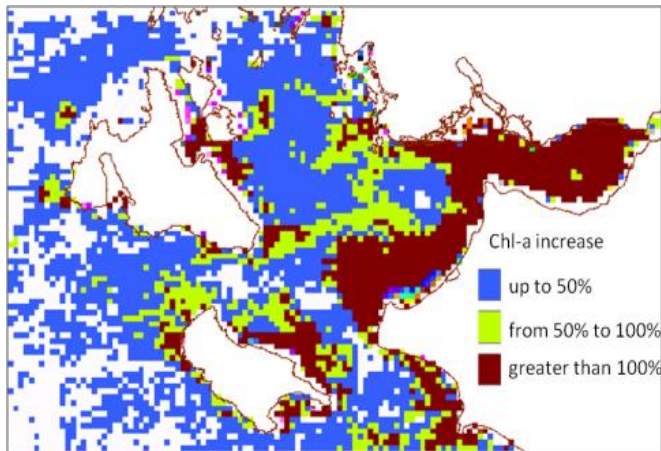 Chl-a increase
up to 50%
from 50% to 100%
greater than 100%